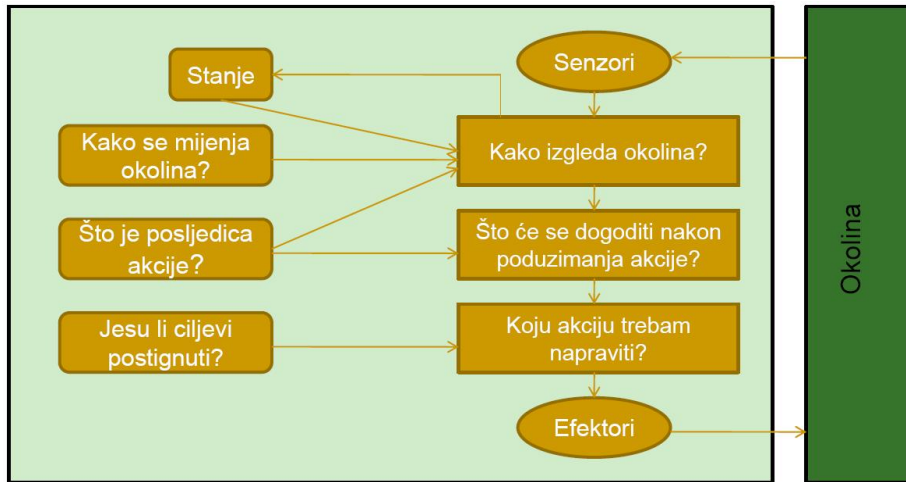 Stanje
Senzori
Kako se mijenja
okolina?
Kako izgleda okolina?
Što je posljedica
akcije?
Što će se dogoditi nakon
poduzimanja akcije?
Jesu li ciljevi
postignuti?
Koju akciju trebam
napraviti?
Efektori
Okolina